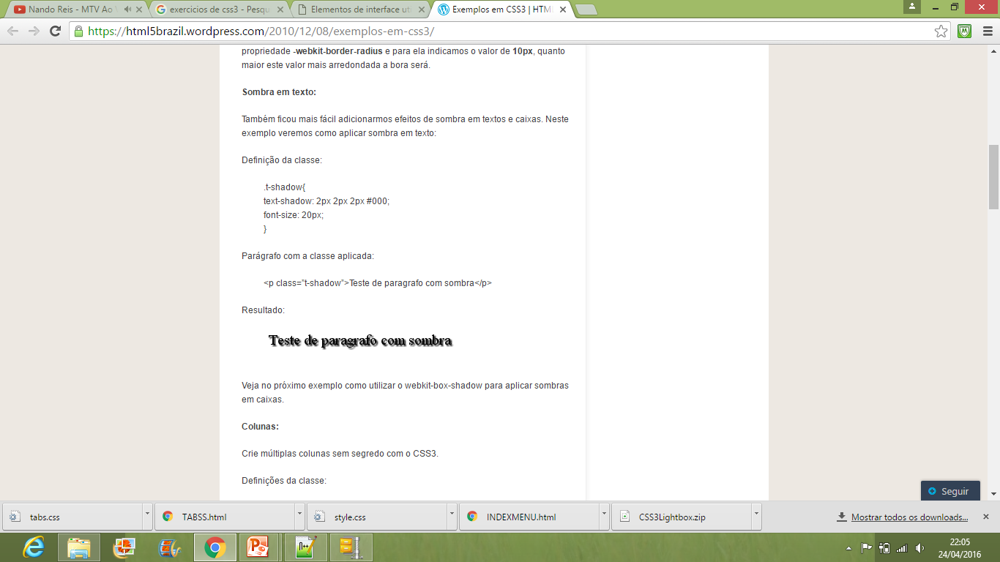 Nando Reis - MTV Ao V
exercicios de css3 - Pesqu
Elementos de interface uti
Exemplos em CSS3 | HTM
https://html5brazil.wordpress.com/2010/12/08/exemplos-em-css3/
propriedade -webkit-border-radius e para ela indicamos o valor de 10px, quanto
maior este valor mais arredondada a bora será.
Sombra em texto:
Também ficou mais fácil adicionarmos efeitos de sombra em textos e caixas. Neste
exemplo veremos como aplicar sombra em texto:
Definição da classe:
.t-shadow{
text-shadow: 2px 2px 2px #000;
font-size: 20px;
}
Parágrafo com a classe aplicada:
<p class="t-shadow">Teste de paragrafo com sombra</p>
Resultado:
Teste de paragrafo com sombra
Veja no próximo exemplo como utilizar o webkit-box-shadow para aplicar sombras
em caixas.
Colunas:
Crie múltiplas colunas sem segredo com o CSS3.
Definições da classe:
Seguir
tabs.css
TABSS.html
style.css
INDEXMENU.html
CSS3Lightbox.zip
Mostrar todos os downloads...
22:05
24/04/2016